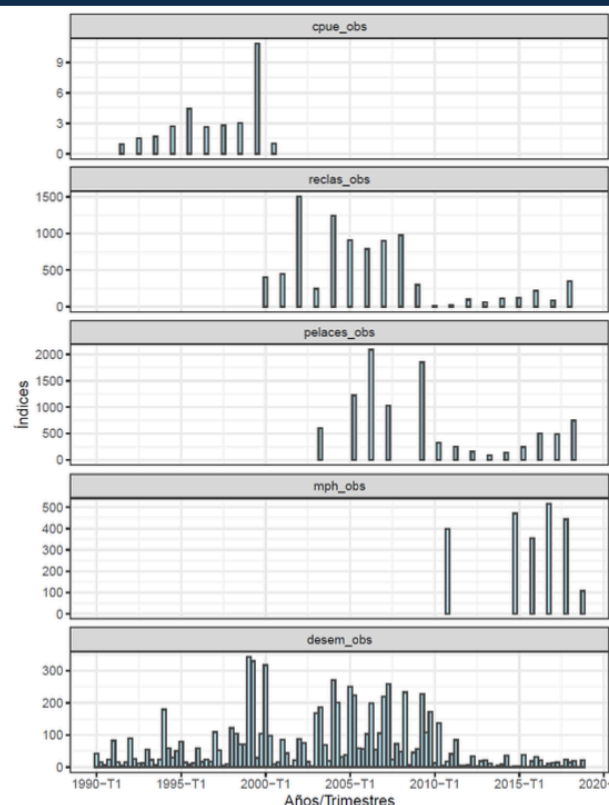 cpue_obs
9
6
3
0
reclas_obs
1500
1000
500
0
pelaces_obs
2000
1500
1000
500
0
Índices
mph_obs
500
400
300
200
100
0
desem_obs
300
200
100
0
1990-T1 1995-T1 2000-T1 2005-T1 2010-T1 2015-T1 2020-
Años/Trimestres